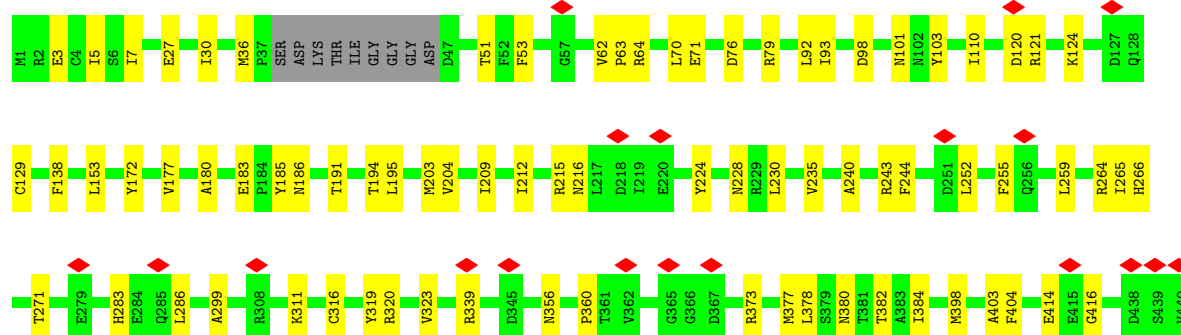 M1 R2 E3 C4 I5 S6 I7 E27 I30 M36 P37 SER ASP LYS THR ILE GLY GLY GLY ASP D47 T51 F52 F53 G57 V62 P63 R64 L70 E71 D76 R79 L92 I93 D98 N101 N102 Y103 I110 D120 R121 K124 D127 Q128
C129 F138 L153 Y172 V177 A180 E183 P184 Y185 N186 T191 T194 L195 M203 V204 I209 I212 R215 N216 L217 D218 I219 E220 Y224 N228 R229 L230 V235 A240 R243 F244 D251 L252 F255 Q256 L259 R264 I265 H266
T271 E279 H283 E284 Q285 L286 A299 R308 K311 C316 Y319 R320 V323 R339 D345 N356 P360 T361 V362 G365 G366 D367 R373 M377 L378 S379 N380 T381 T382 A383 I384 M398 A403 F404 E414 E415 G416 D438 S439